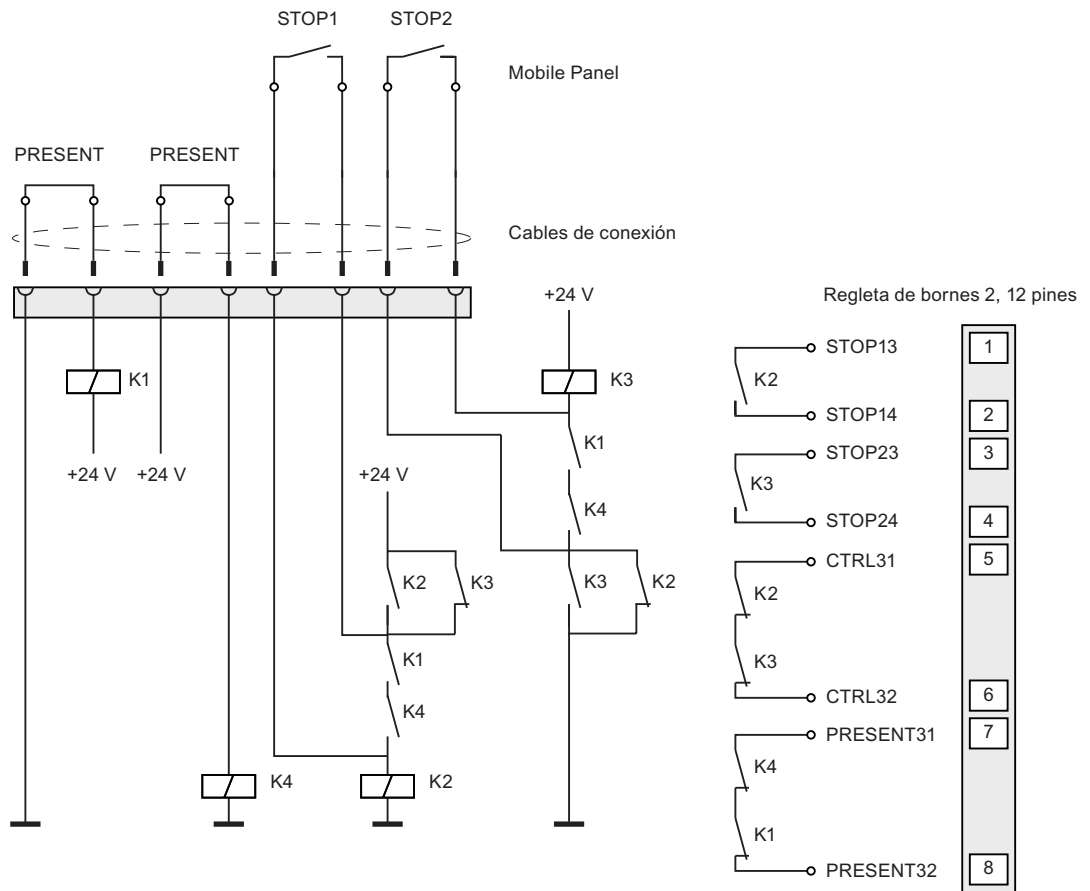 STOP1 STOP2
Mobile Panel
PRESENT PRESENT
Cables de conexión
+24 V
Regleta de bornes 2, 12 pines
STOP13 1
K1 K3 K2
STOP14 2
K1
STOP23 3
+24 V +24 V +24 V
K3
K4
STOP24 4
CTRL31 5
K2 K3 K3 K2
K2
K1
K3
CTRL32 6
K4
PRESENT31 7
K4
K4 K2
K1
PRESENT32 8